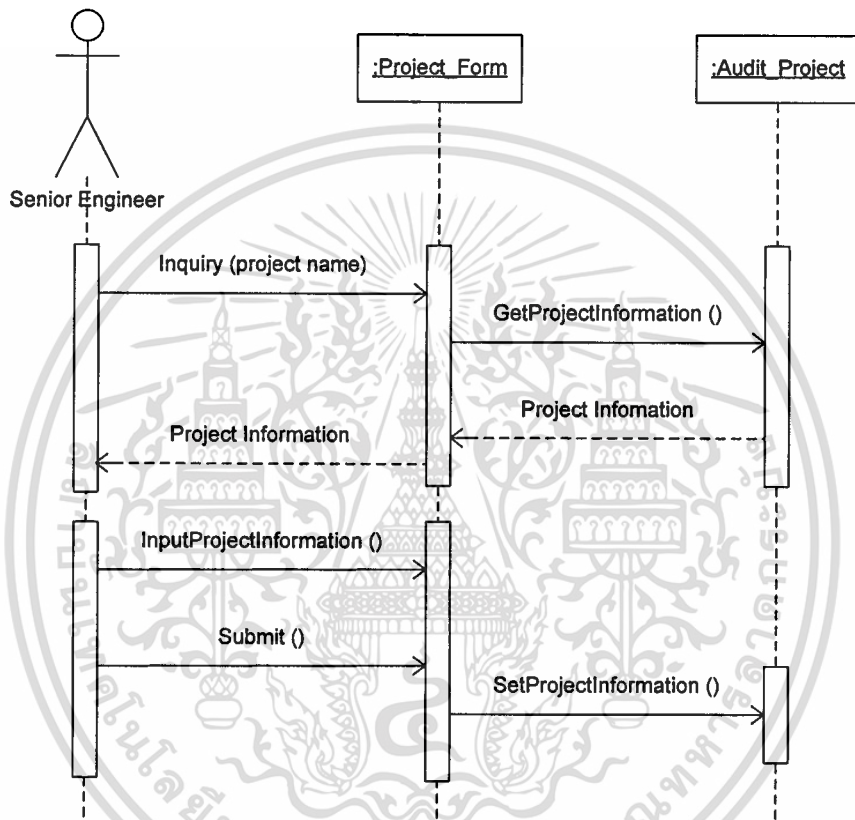 :Project_Form
:Audit_Project
Senior Engineer
Inquiry (project name)
GetProjectInformation ()
Project Infomation
Project Information
InputProjectInformation ()
Submit ()
SetProjectInformation ()